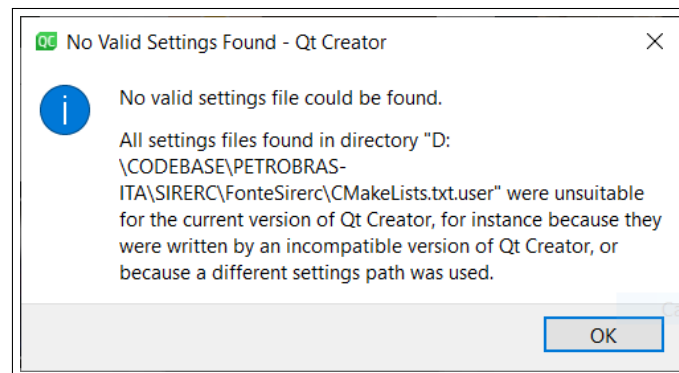 QC No Valid Settings Found - Qt Creator
No valid settings file could be found.
All settings files found in directory "D:
\CODEBASE\PETROBRAS-
ITA\SIRERC\FonteSirerc\CMakeLists.txt.user" were unsuitable
for the current version of Qt Creator, for instance because they
were written by an incompatible version of Qt Creator, or
because a different settings path was used.
OK